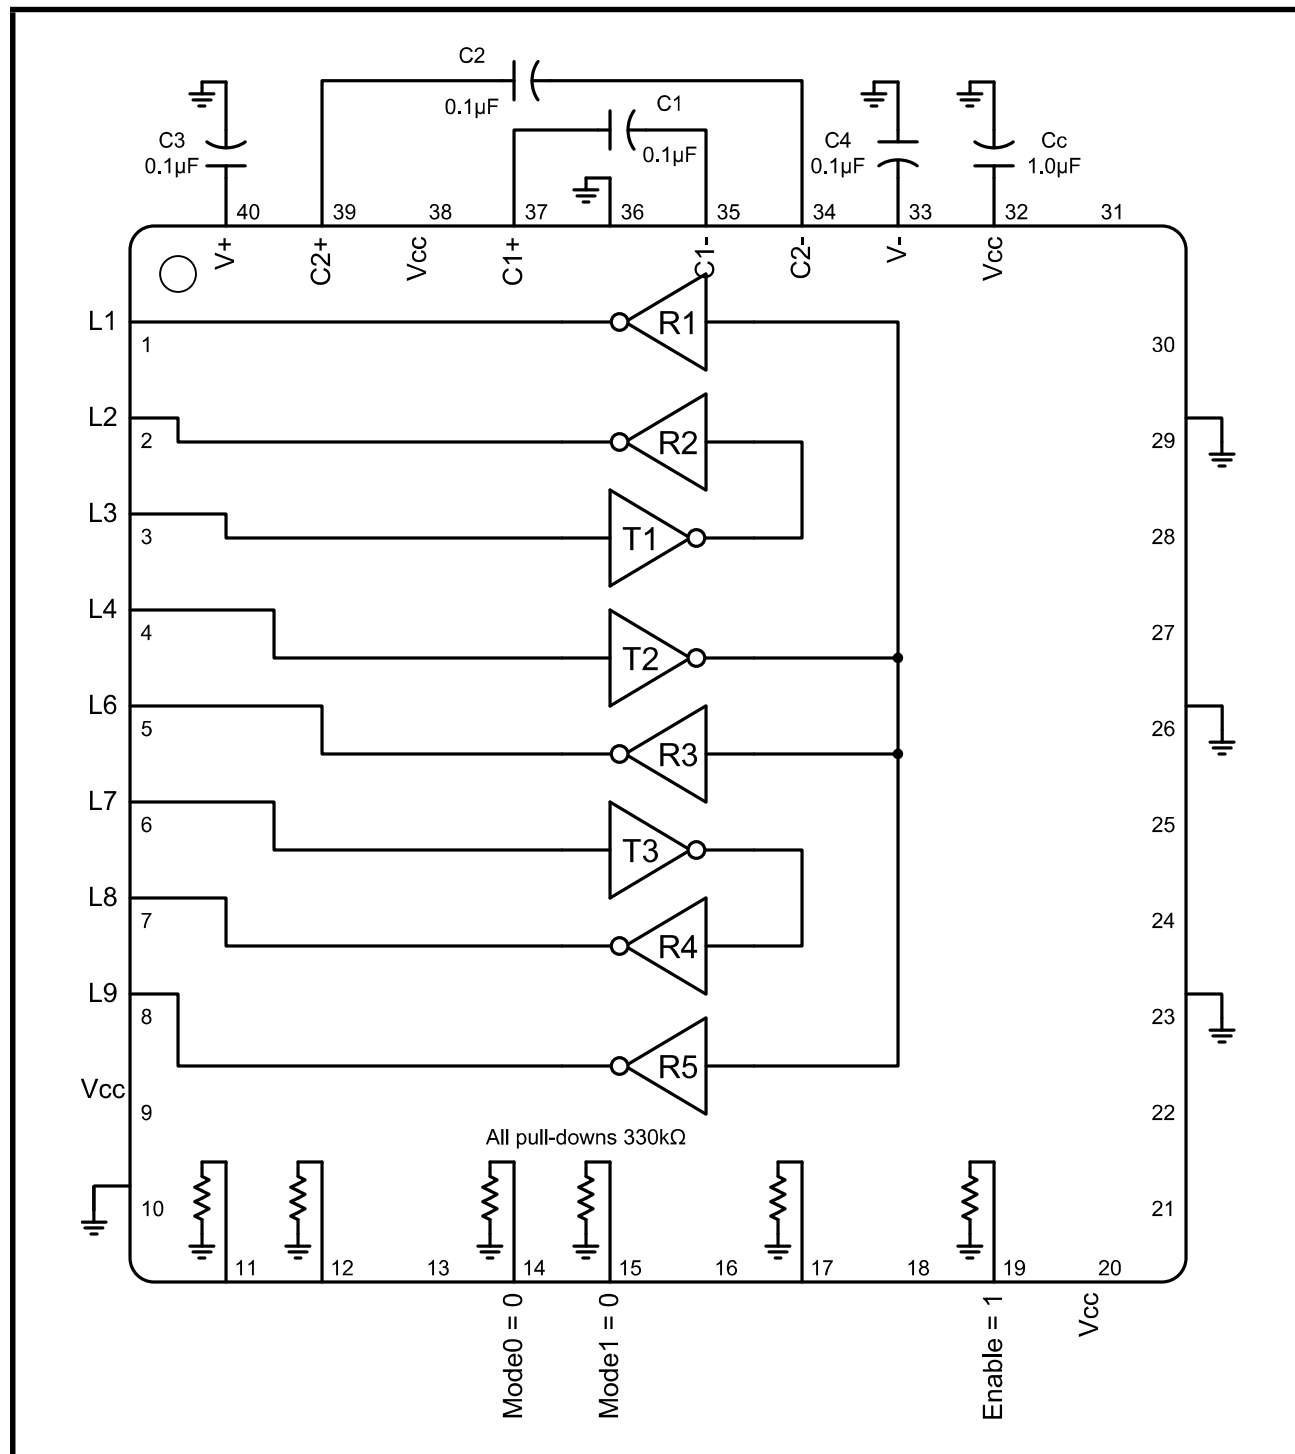 C2
0.1µF
C1
0.1µF
C3
0.1µF
C4
0.1µF
Cc
1.0µF
40
39
38
37
36
35
34
33
32
31
V+
C2+
Vcc
C1+
C1-
C2-
V-
Vcc
L1
1
R1
30
L2
2
R2
29
L3
3
T1
28
L4
4
T2
27
L6
5
R3
26
L7
6
T3
25
L8
7
R4
24
L9
8
R5
23
Vcc
9
22
All pull-downs 330kΩ
10
21
11
12
13
14
15
16
17
18
19
20
Mode0 = 0
Mode1 = 0
Enable = 1
Vcc